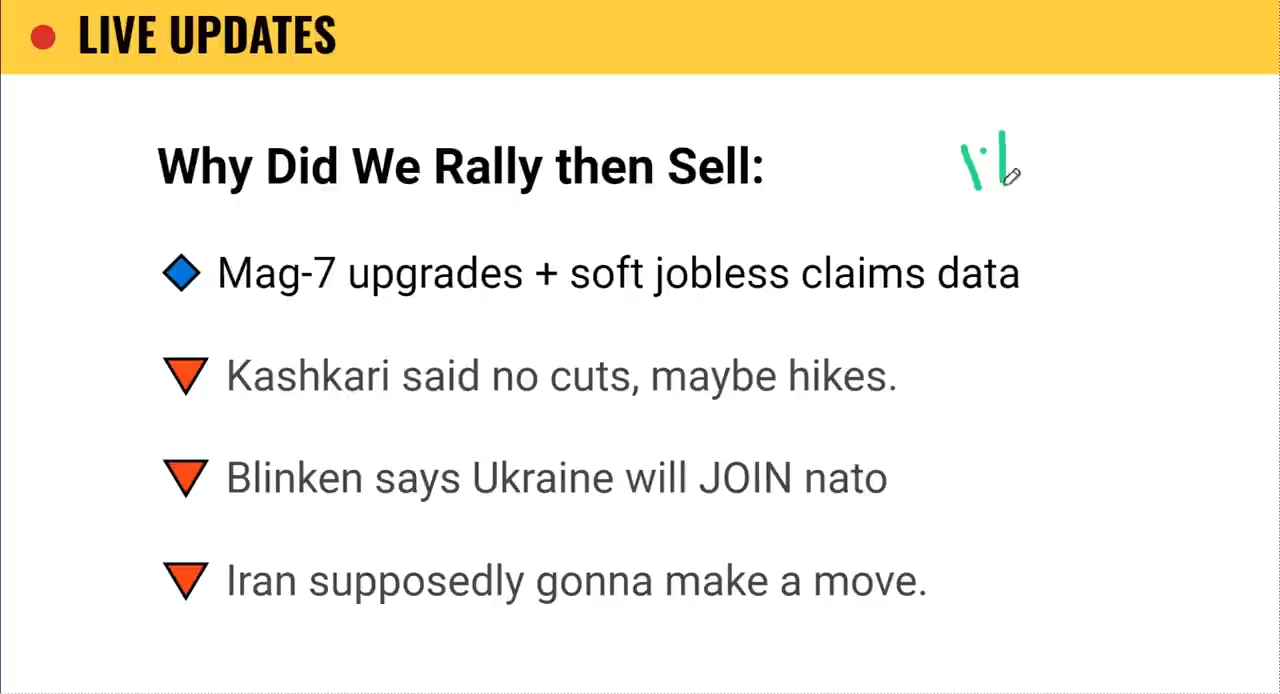 LIVE UPDATES
Why Did We Rally then Sell:
Mag-7 upgrades + soft jobless claims data
Kashkari said no cuts, maybe hikes.
Blinken says Ukraine will JOIN nato
Iran supposedly gonna make a move.